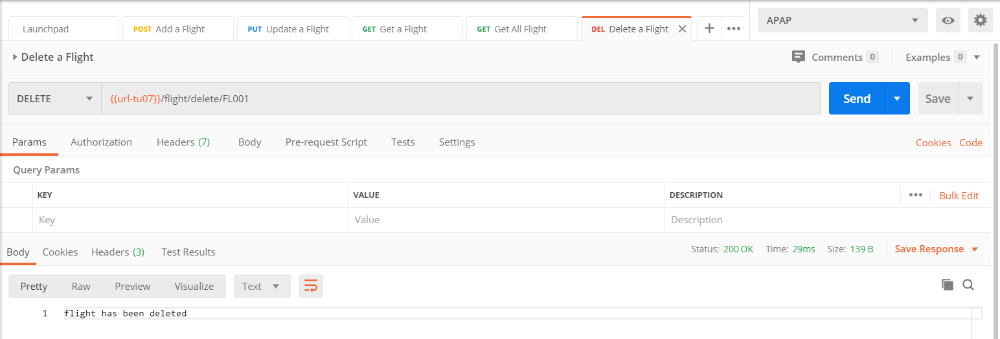 Launchpad POST Add a Flight PUT Update a Flight GET Get a Flight GET Get All Flight DEL Delete a Flight APAP
Delete a Flight Comments 0 Examples 0
DELETE {{url-tu07}}/flight/delete/FL001 Send Save
Params Authorization Headers (7) Body Pre-request Script Tests Settings Cookies Code
Query Params
KEY VALUE DESCRIPTION Bulk Edit
Key Value Description
Body Cookies Headers (3) Test Results Status: 200 OK Time: 29ms Size: 139 B Save Response
Pretty Raw Preview Visualize Text
1 flight has been deleted